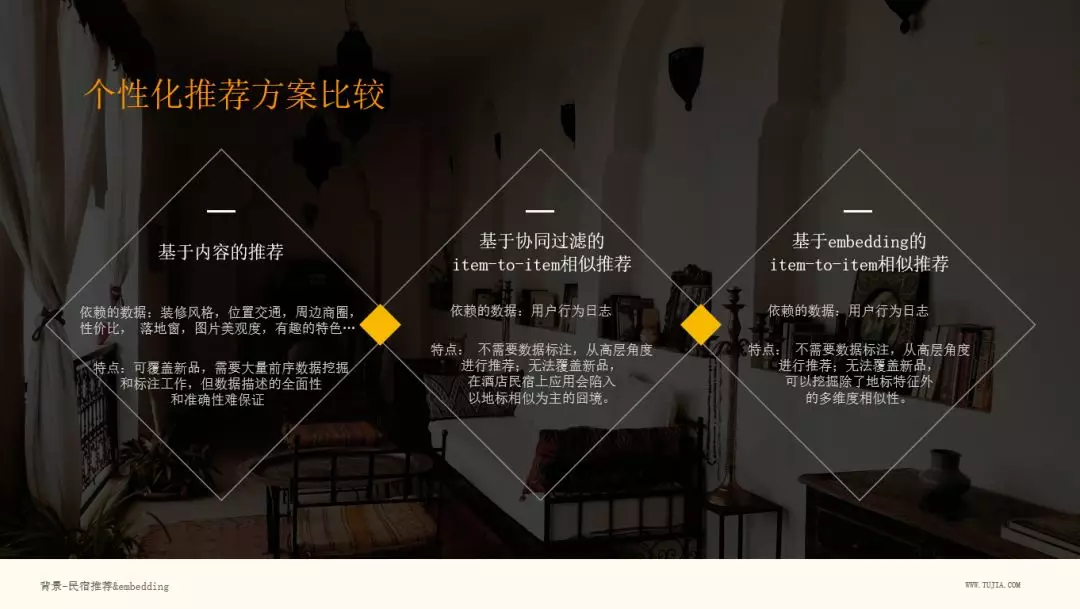 个性化推荐方案比较
基于内容的推荐
依赖的数据：装修风格，位置交通，周边商圈，
性价比， 落地窗，图片美观度，有趣的特色…
特点：可覆盖新品，需要大量前序数据挖掘
和标注工作，但数据描述的全面性
和准确性难保证
基于协同过滤的
item-to-item相似推荐
依赖的数据：用户行为日志
特点： 不需要数据标注，从高层角度
进行推荐；无法覆盖新品，
在酒店民宿上应用会陷入
以地标相似为主的囧境。
基于embedding的
item-to-item相似推荐
依赖的数据：用户行为日志
特点： 不需要数据标注，从高层角度
进行推荐；无法覆盖新品，
可以挖掘除了地标特征外
的多维度相似性。
背景-民宿推荐&embedding
WWW.TUJIA.COM